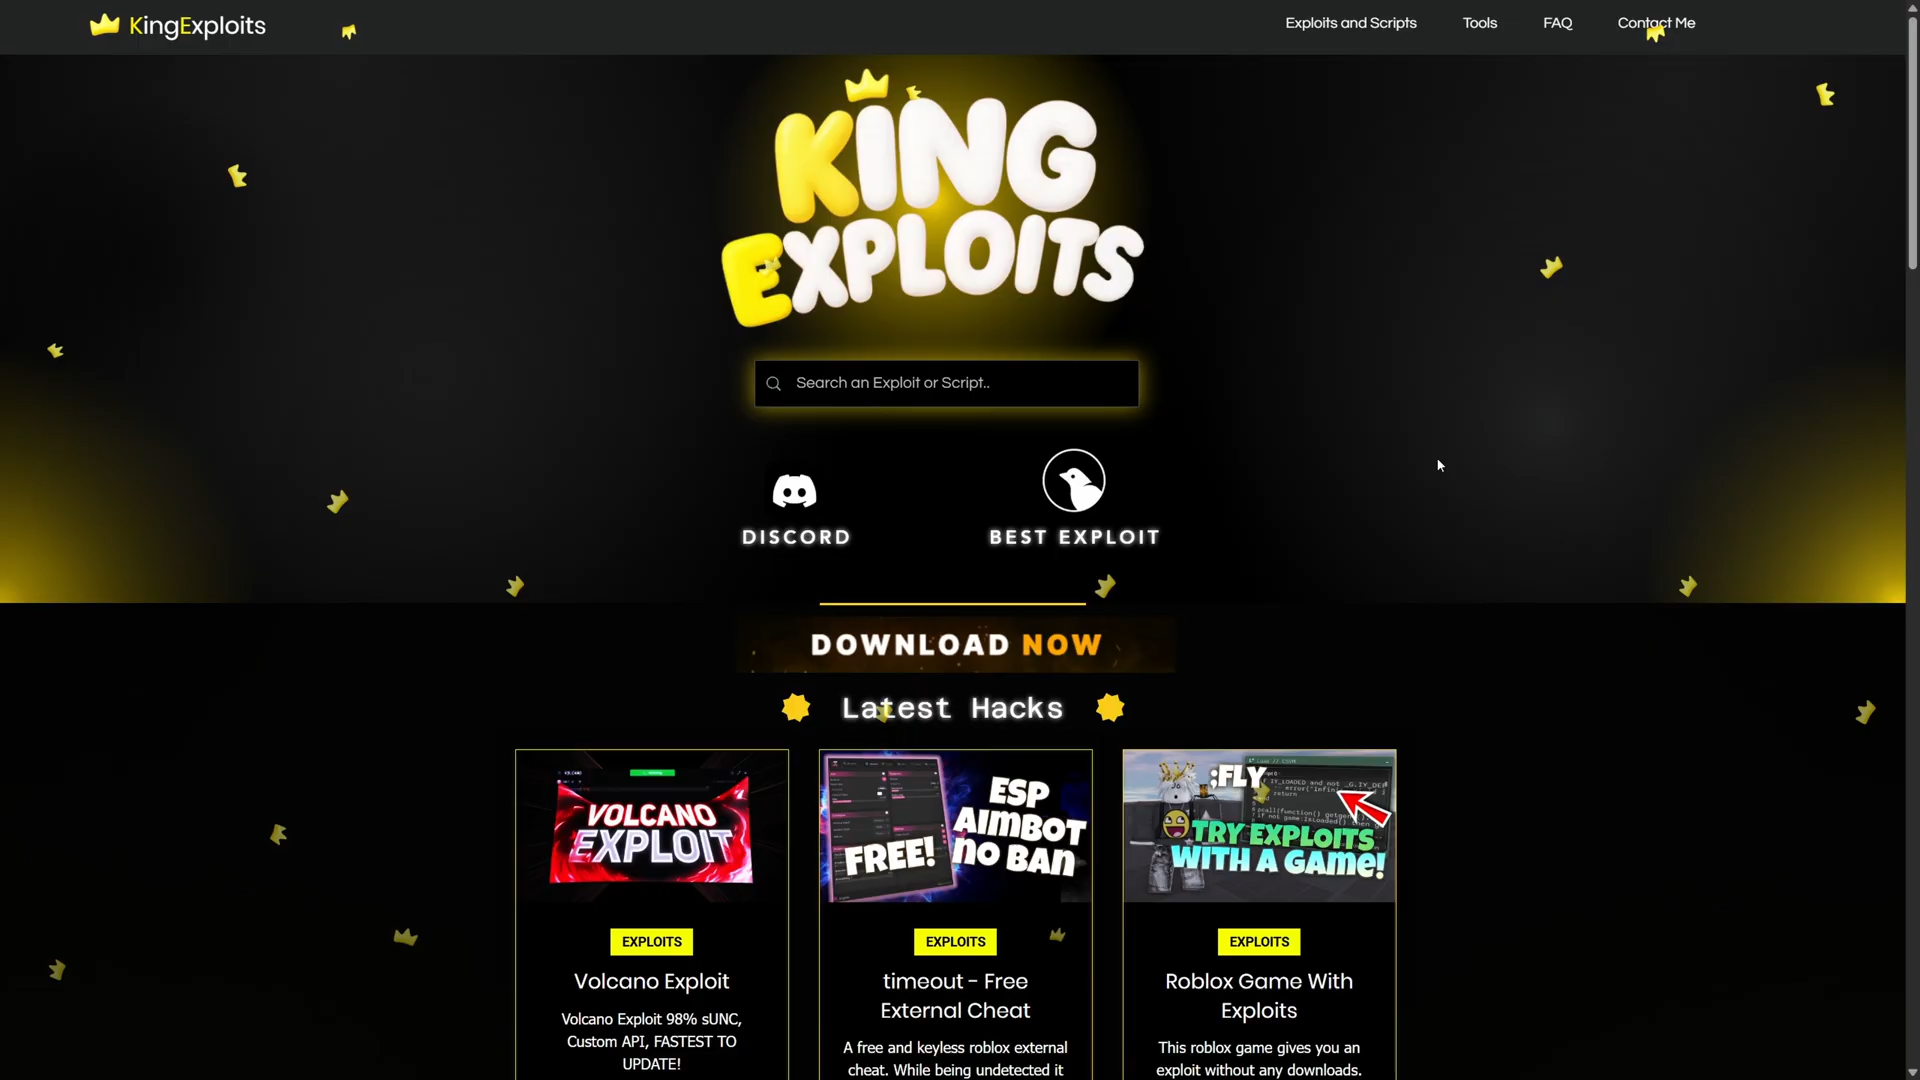 KingExploits
Exploits and Scripts
Tools
FAQ
Contact Me
KING
EXPLOITS
Search an Exploit or Script..
DISCORD
BEST EXPLOIT
DOWNLOAD NOW
Latest Hacks
VOLCANO
EXPLOIT
EXPLOITS
Volcano Exploit
Volcano Exploit 98% sUNC,
Custom API, FASTEST TO
UPDATE!
FREE!
ESP
AIMBOT
NO BAN
EXPLOITS
timeout - Free
External Cheat
A free and keyless roblox external
cheat. While being undetected it
;FLY
TRY EXPLOITS
WITH A GAME!
EXPLOITS
Roblox Game With
Exploits
This roblox game gives you an
exploit without any downloads.